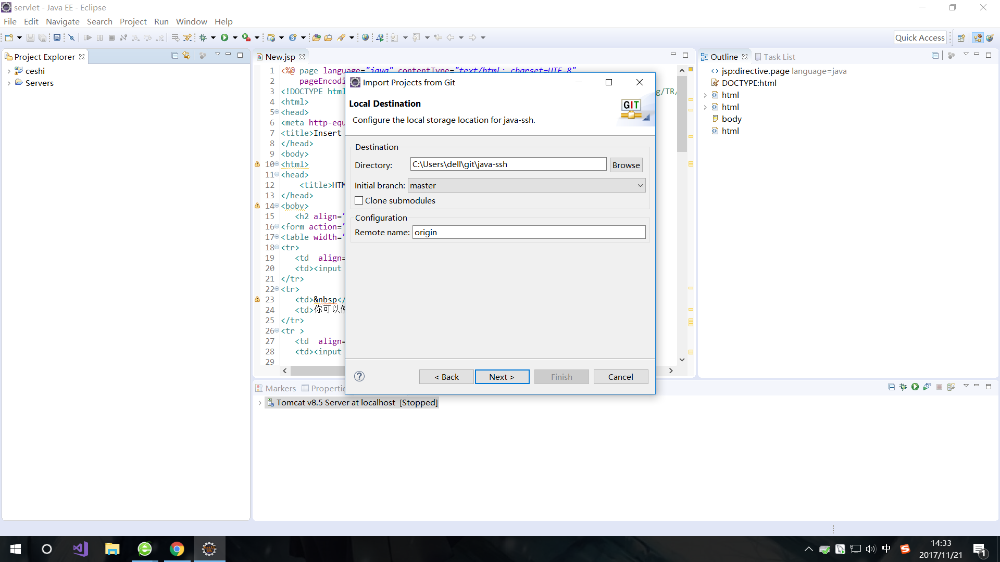 servlet - Java EE - Eclipse
File Edit Navigate Search Project Run Window Help
Quick Access
Project Explorer
ceshi
Servers
New.jsp
1 <%@ page language="java" contentType="text/html; charset=UTF-8"
2 pageEncodi
3 <!DOCTYPE html g/TR/
4 <html>
5 <head>
6 <meta http-equ
7 <title>Insert
8 </head>
9 <body>
10 <html>
11 <head>
12 <title>HTM
13 </head>
14 <boby>
15 <h2 align="
16 <form action="
17 <table width="
18 <tr>
19 <td align=
20 <td><input
21 </tr>
22 <tr>
23 <td>&nbsp</
24 <td>你可以使
25 </tr>
26 <tr >
27 <td align=
28 <td><input
29
Import Projects from Git
Local Destination
Configure the local storage location for java-ssh.
GIT
Destination
Directory: C:\Users\dell\git\java-ssh Browse
Initial branch: master
Clone submodules
Configuration
Remote name: origin
< Back Next > Finish Cancel
Outline Task List
jsp:directive.page language=java
DOCTYPE:html
html
html
body
html
Markers Propertie
Tomcat v8.5 Server at localhost [Stopped]
中
14:33
2017/11/21
1